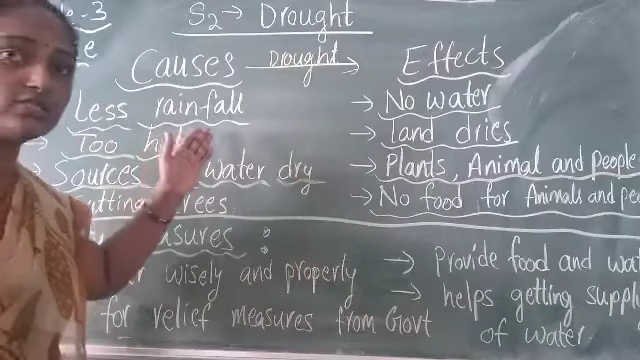 S2 → Drought
Causes Drought → Effects
Less rainfall → No water
Too → land dries
Sources water dry → Plants, Animal and people
→ No food for Animals and
:
wisely and properly → Provide food and
for relief measures from Govt → helps getting supply
of water.